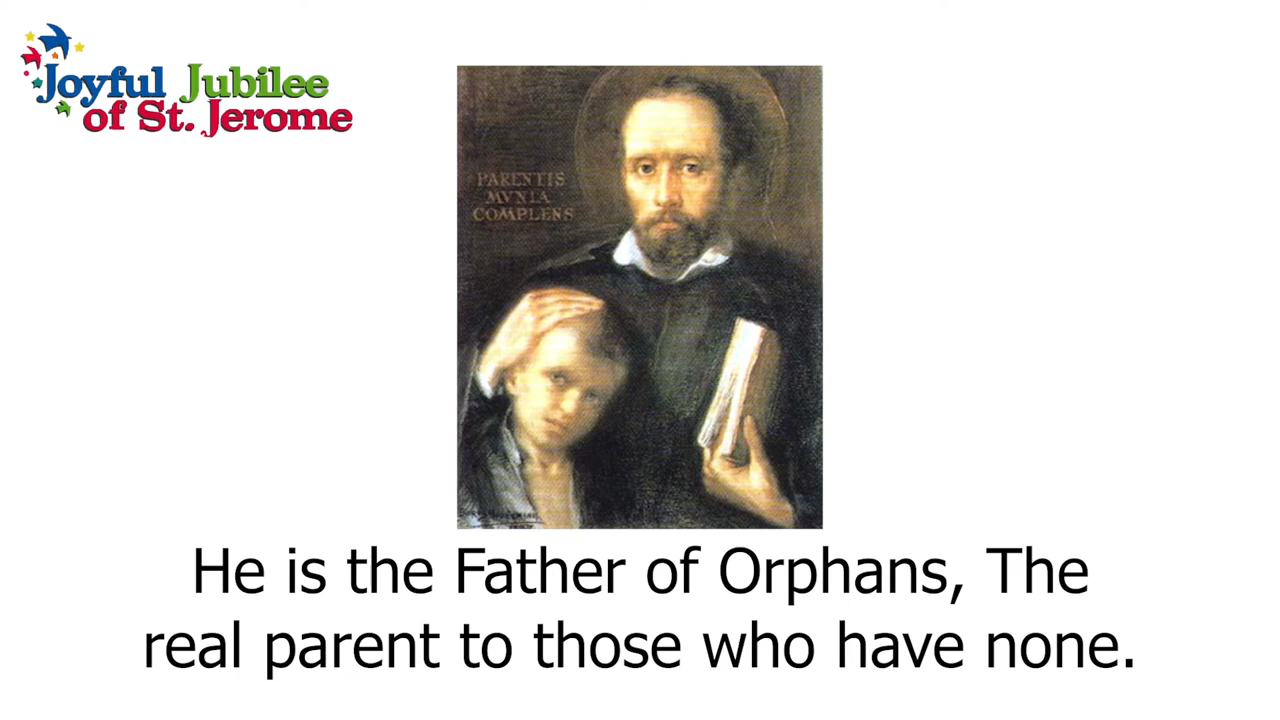 Joyful Jubilee
of St. Jerome
PARENTIS
MVNIA
COMPLENS
He is the Father of Orphans, The
real parent to those who have none.